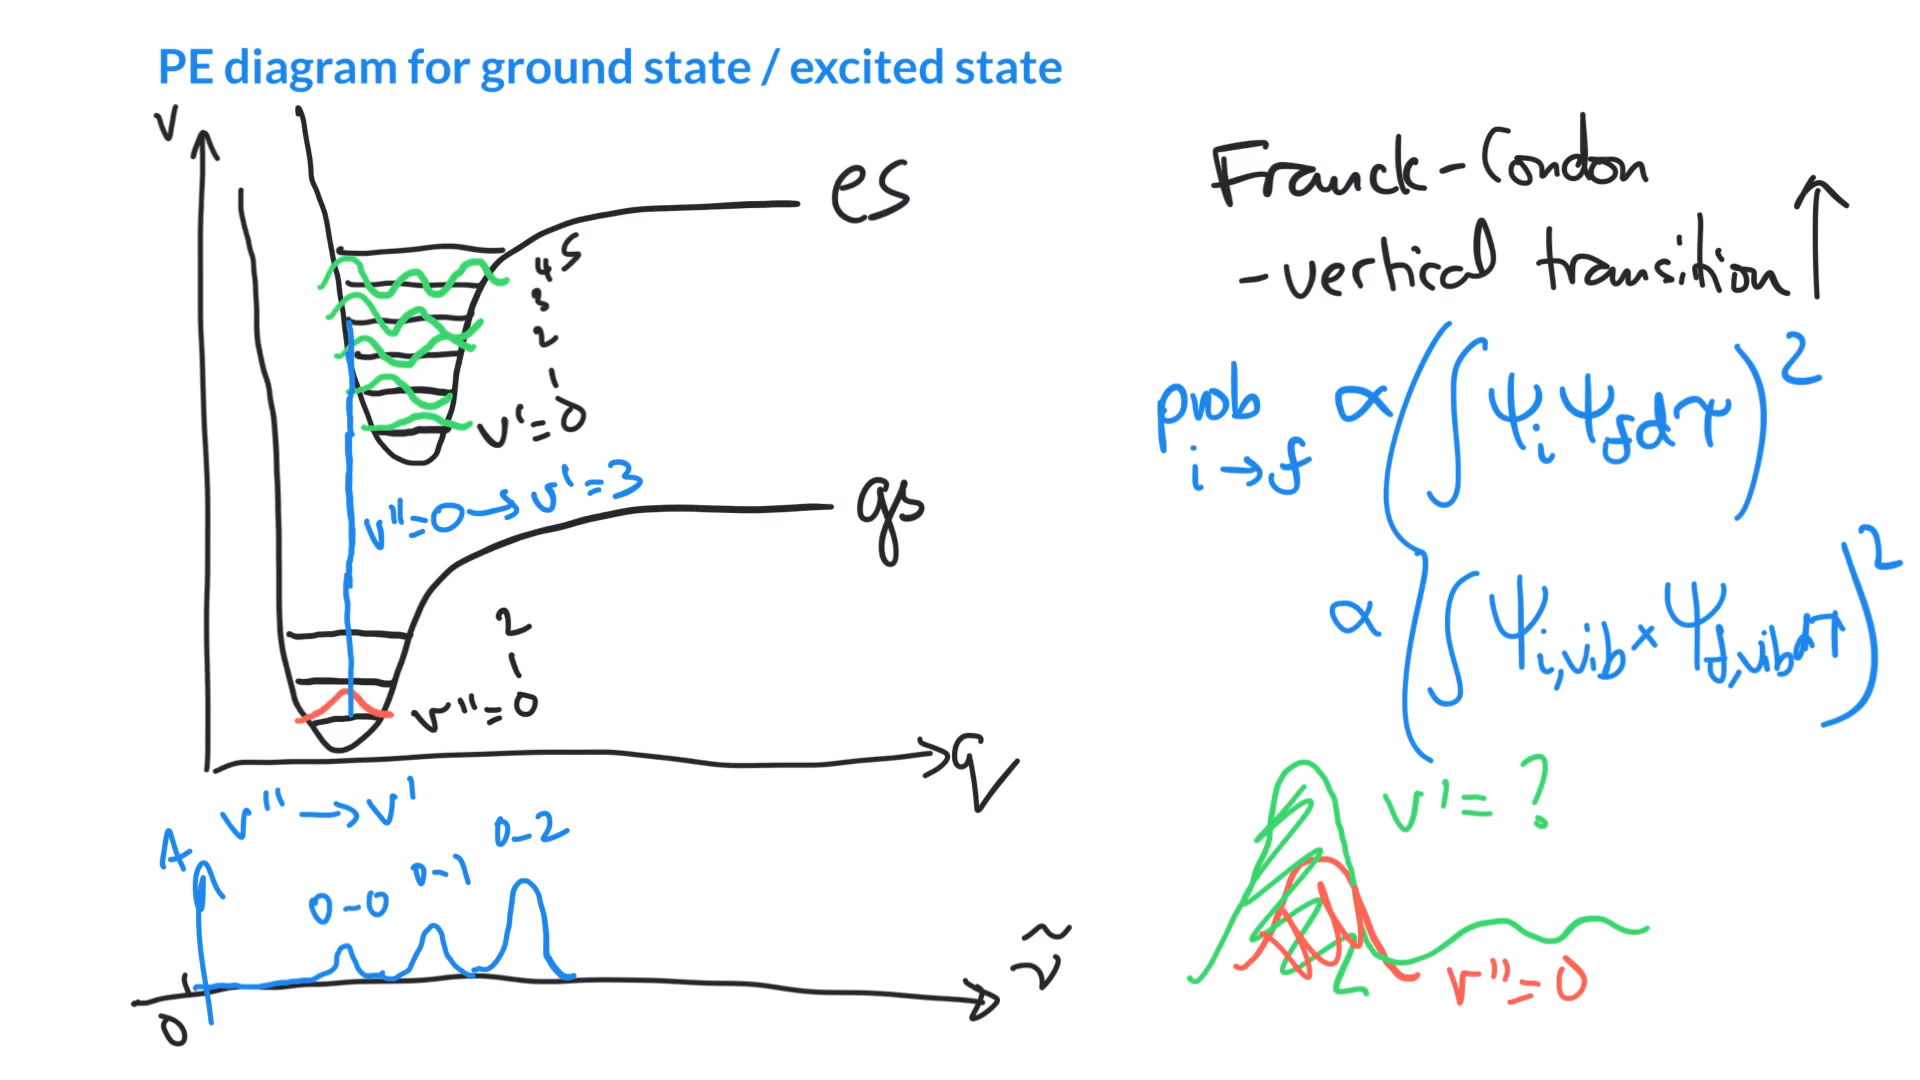 PE diagram for ground state / excited state
V
es
5
4
3
2
1
v'=0
v''=0→v'=3
gs
2
1
v''=0
q
v''→v'
A
0-0
0-1
0-2
0
ν̃
Franck-Condon
-vertical transition ↑
prob i→f ∝ (∫ψiψfdτ)²
∝ (∫ψi,vib × ψf,vib dτ)²
v'=?
v''=0